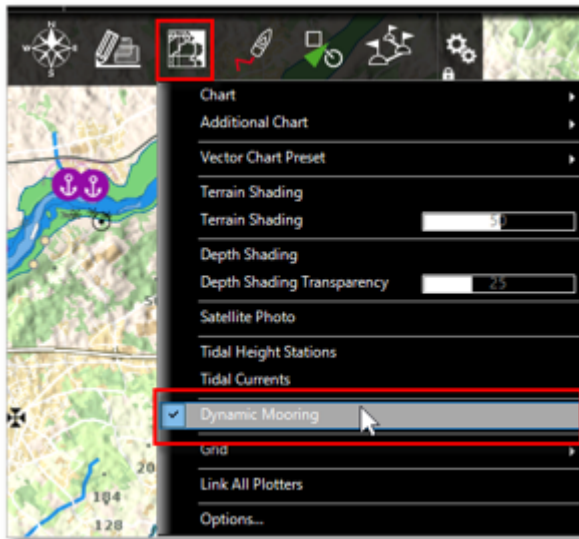 Chart
Additional Chart
Vector Chart Preset
Terrain Shading
Terrain Shading 50
Depth Shading
Depth Shading Transparency 25
Satellite Photo
Tidal Height Stations
Tidal Currents
Dynamic Mooring
Grid
Link All Plotters
Options...
20
184
128